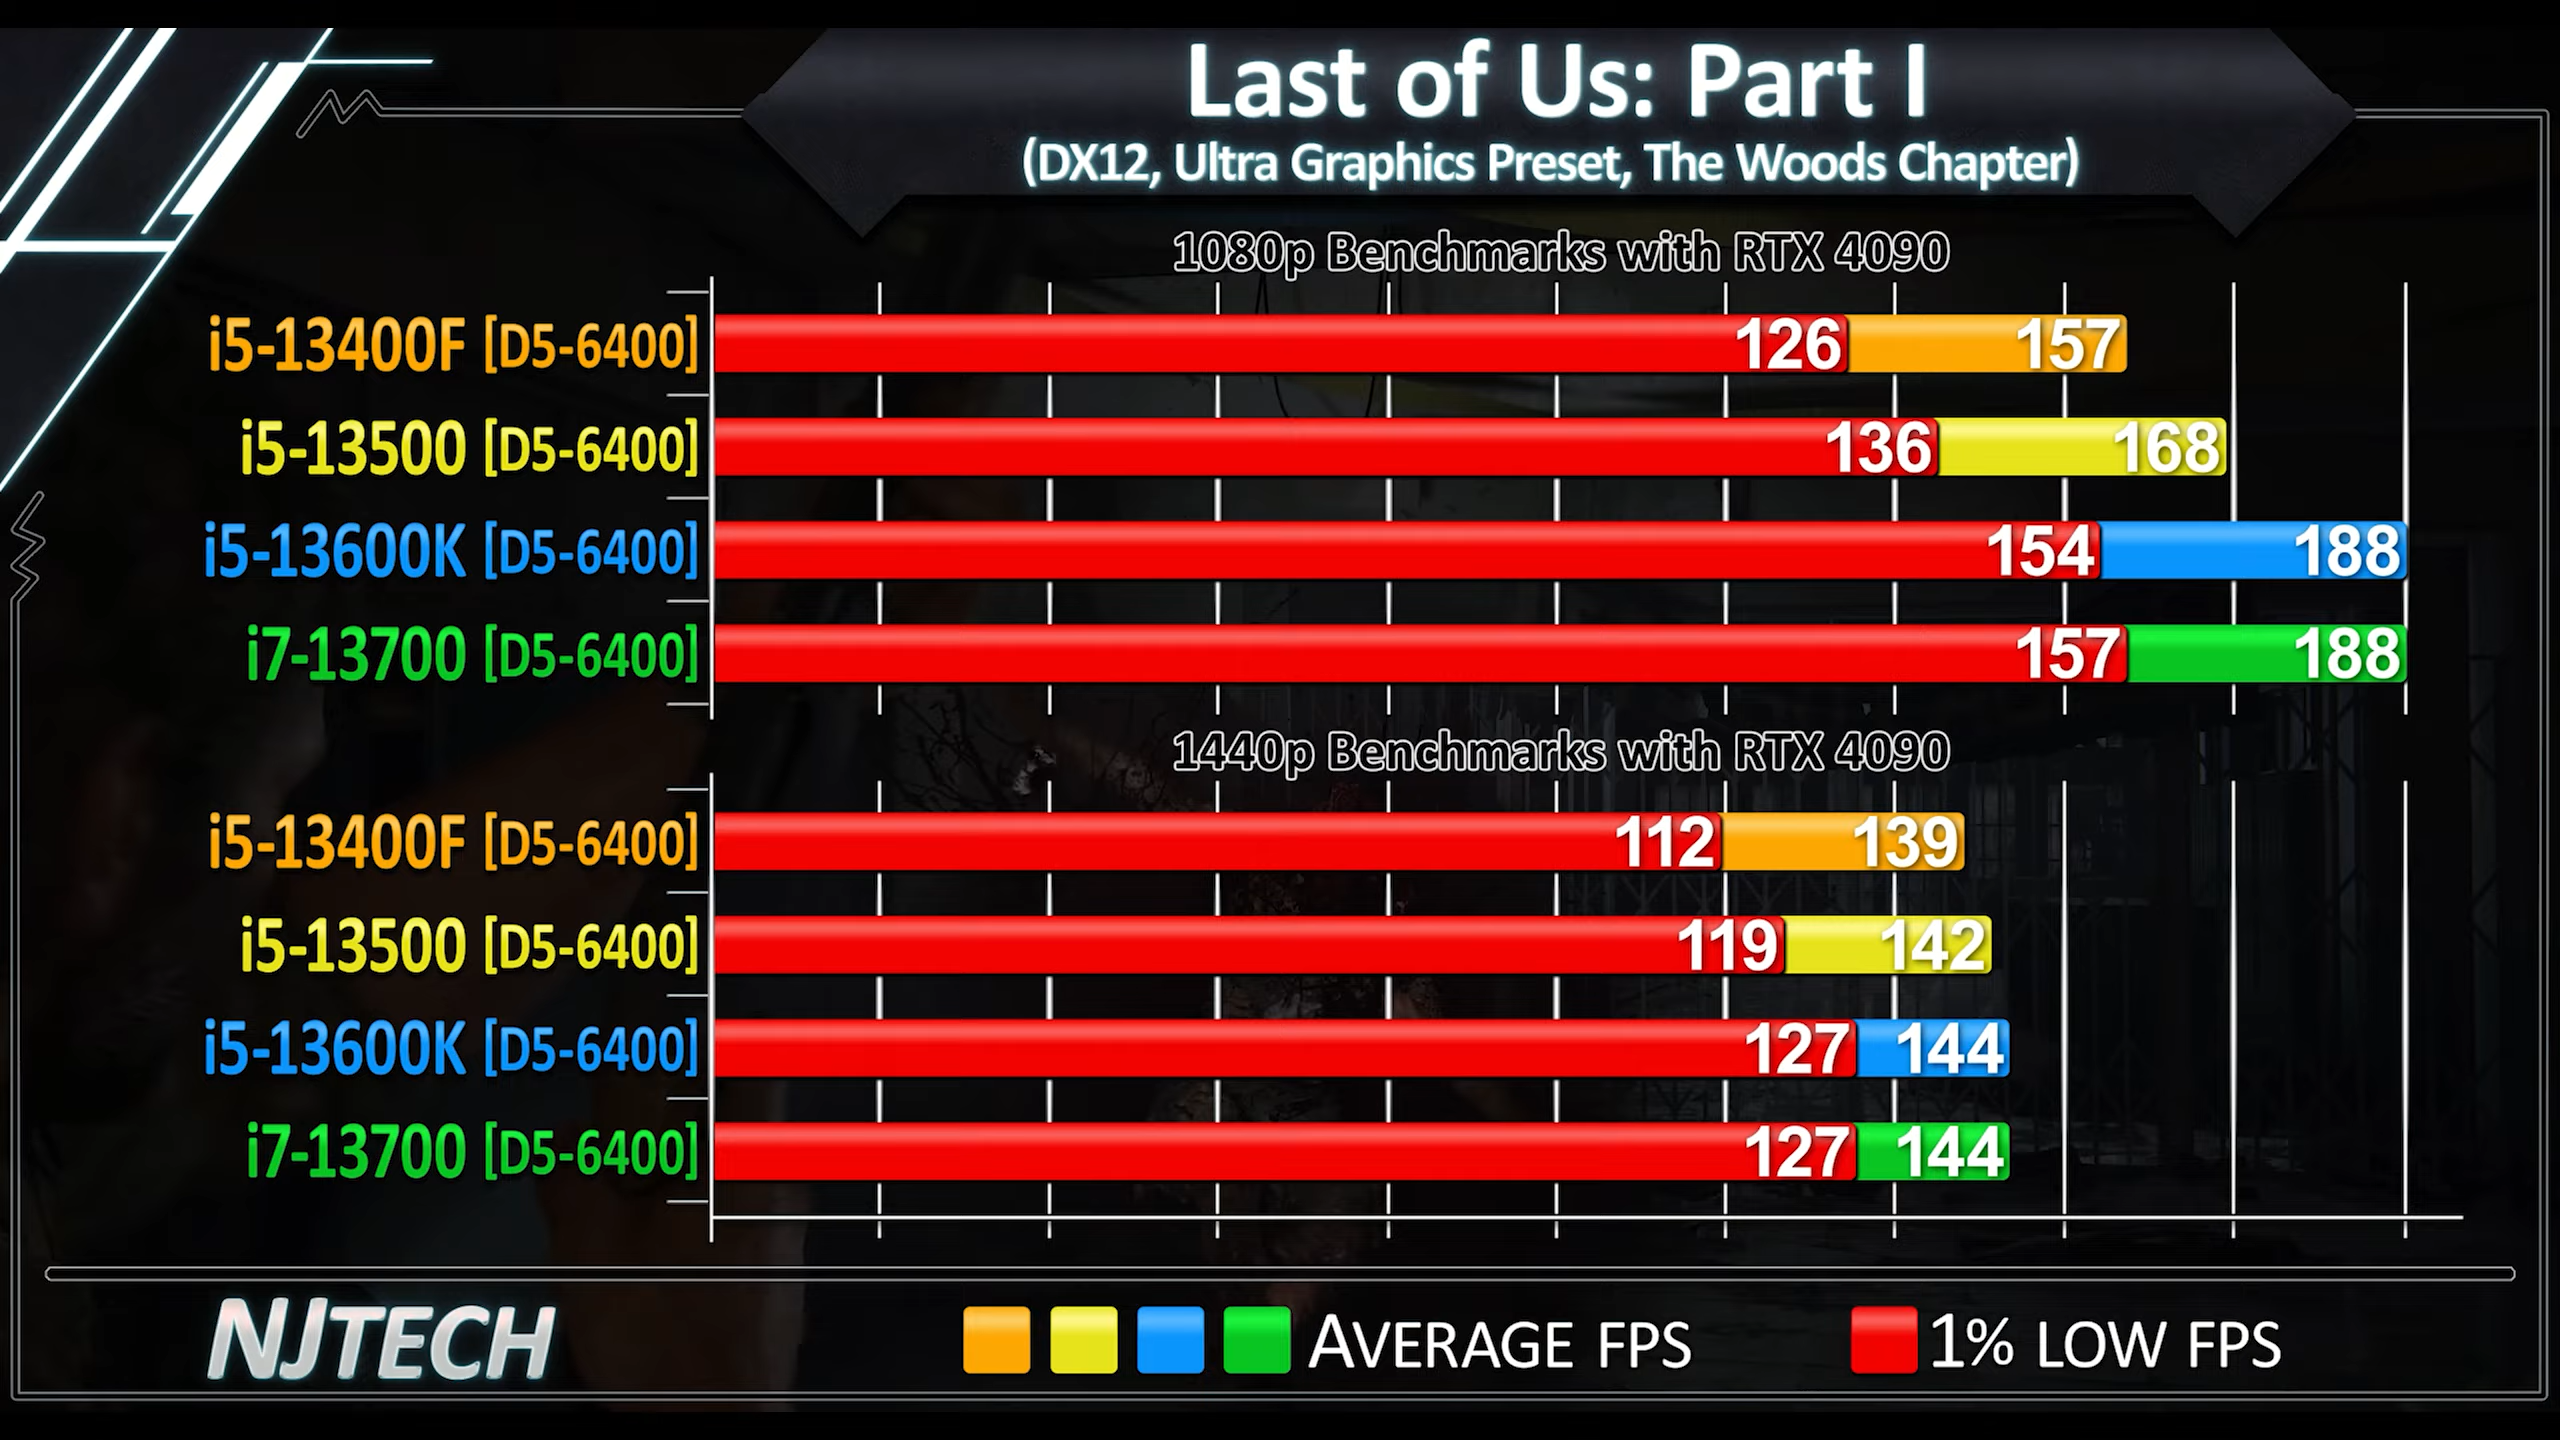 Last of Us: Part I
(DX12, Ultra Graphics Preset, The Woods Chapter)
1080p Benchmarks with RTX 4090
i5-13400F [D5-6400] 126 157
i5-13500 [D5-6400] 136 168
i5-13600K [D5-6400] 154 188
i7-13700 [D5-6400] 157 188
1440p Benchmarks with RTX 4090
i5-13400F [D5-6400] 112 139
i5-13500 [D5-6400] 119 142
i5-13600K [D5-6400] 127 144
i7-13700 [D5-6400] 127 144
NJTECH AVERAGE FPS 1% LOW FPS